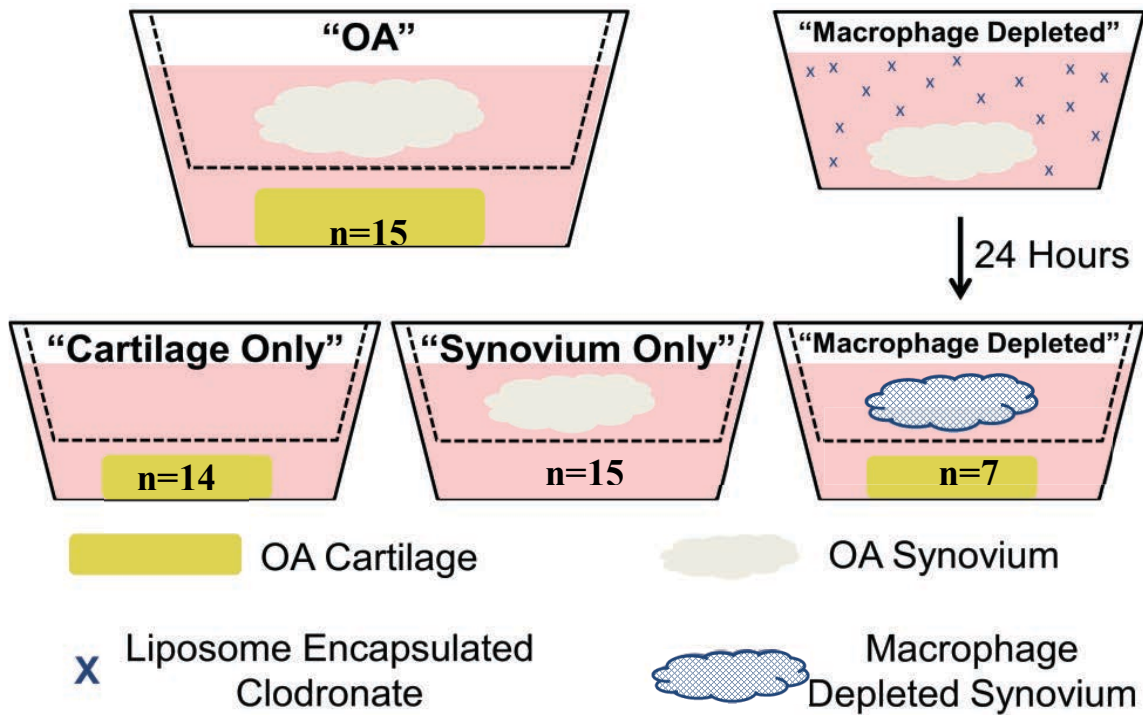 “OA”
n=15
“Macrophage Depleted”
x x x x x x x x x x x x x x x x
24 Hours
“Cartilage Only”
n=14
“Synovium Only”
n=15
“Macrophage Depleted”
n=7
OA Cartilage
OA Synovium
x Liposome Encapsulated
Clodronate
Macrophage
Depleted Synovium